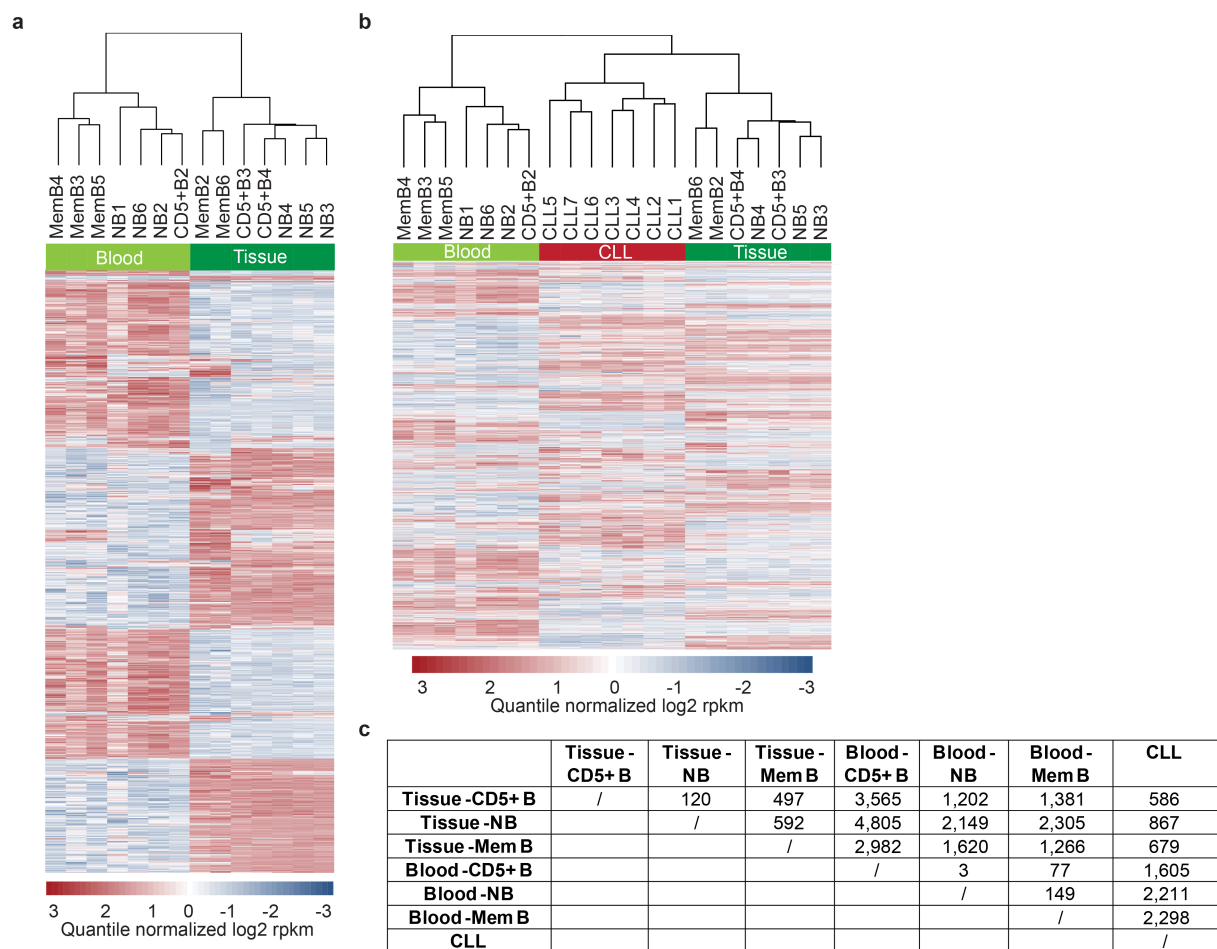 a
MemB4 MemB3 MemB5 NB1 NB6 NB2 CD5+B2 MemB2 MemB6 CD5+B3 CD5+B4 NB4 NB5 NB3
Blood Tissue
3 2 1 0 -1 -2 -3
Quantile normalized log2 rpkm
b
MemB4 MemB3 MemB5 NB1 NB6 NB2 CD5+B2 CLL5 CLL7 CLL6 CLL3 CLL4 CLL2 CLL1 MemB6 MemB2 CD5+B4 NB4 CD5+B3 NB5 NB3
Blood CLL Tissue
3 2 1 0 -1 -2 -3
Quantile normalized log2 rpkm
c
Tissue - Tissue - Tissue - Blood - Blood - Blood - CLL
CD5+ B NB Mem B CD5+ B NB Mem B
Tissue -CD5+ B / 120 497 3,565 1,202 1,381 586
Tissue -NB / 592 4,805 2,149 2,305 867
Tissue -Mem B / 2,982 1,620 1,266 679
Blood -CD5+ B / 3 77 1,605
Blood -NB / 149 2,211
Blood -Mem B / 2,298
CLL /